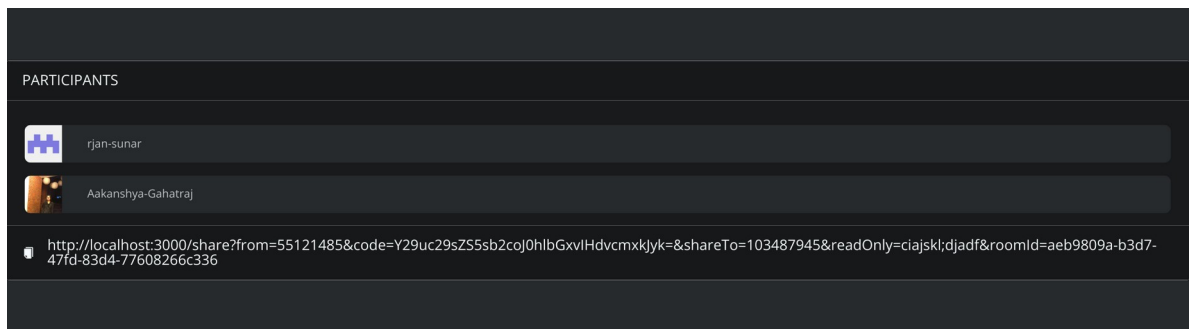 PARTICIPANTS
rjan-sunar
Aakanshya-Gahatraj
http://localhost:3000/share?from=55121485&code=Y29uc29sZS5sb2coJ0hlbGxvIHdvcmxkJyk=&shareTo=103487945&readOnly=ciajskl;djadf&roomId=aeb9809a-b3d7-
47fd-83d4-77608266c336